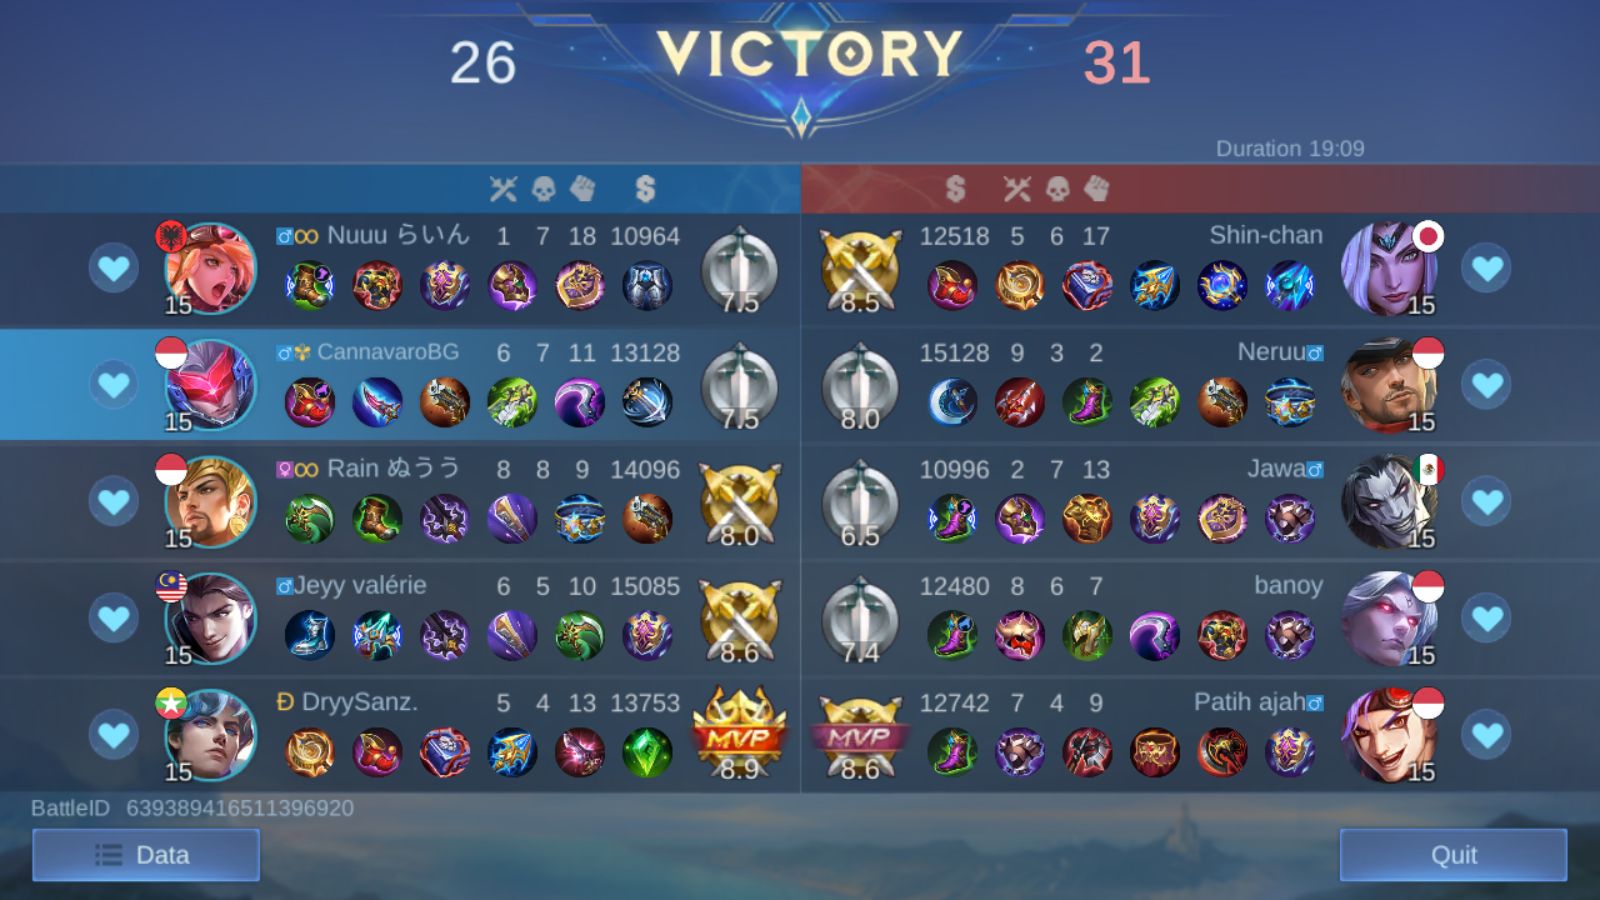 26 VICTORY 31
Duration 19:09
Nuuu らいん 1 7 18 10964 7.5 15
8.5 12518 5 6 17 Shin-chan 15
CannavaroBG 6 7 11 13128 7.5 15
8.0 15128 9 3 2 Neruu 15
Rain ぬうう 8 8 9 14096 8.0 15
6.5 10996 2 7 13 Jawa 15
Jeyy valérie 6 5 10 15085 8.6 15
7.4 12480 8 6 7 banoy 15
Ð DryySanz. 5 4 13 13753 MVP 8.9 15
MVP 8.6 12742 7 4 9 Patih ajah 15
BattleID 639389416511396920
Data
Quit